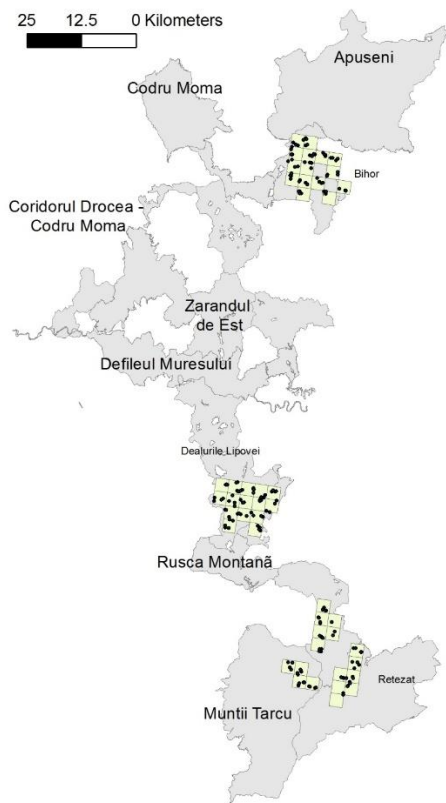 25 12.5 0 Kilometers
Apuseni
Codru Moma
Bihor
Coridorul Drocea -
Codru Moma
Zarandul
de Est
Defileul Muresului
Dealurile Lipovei
Rusca Montanã
Retezat
Muntii Tarcu